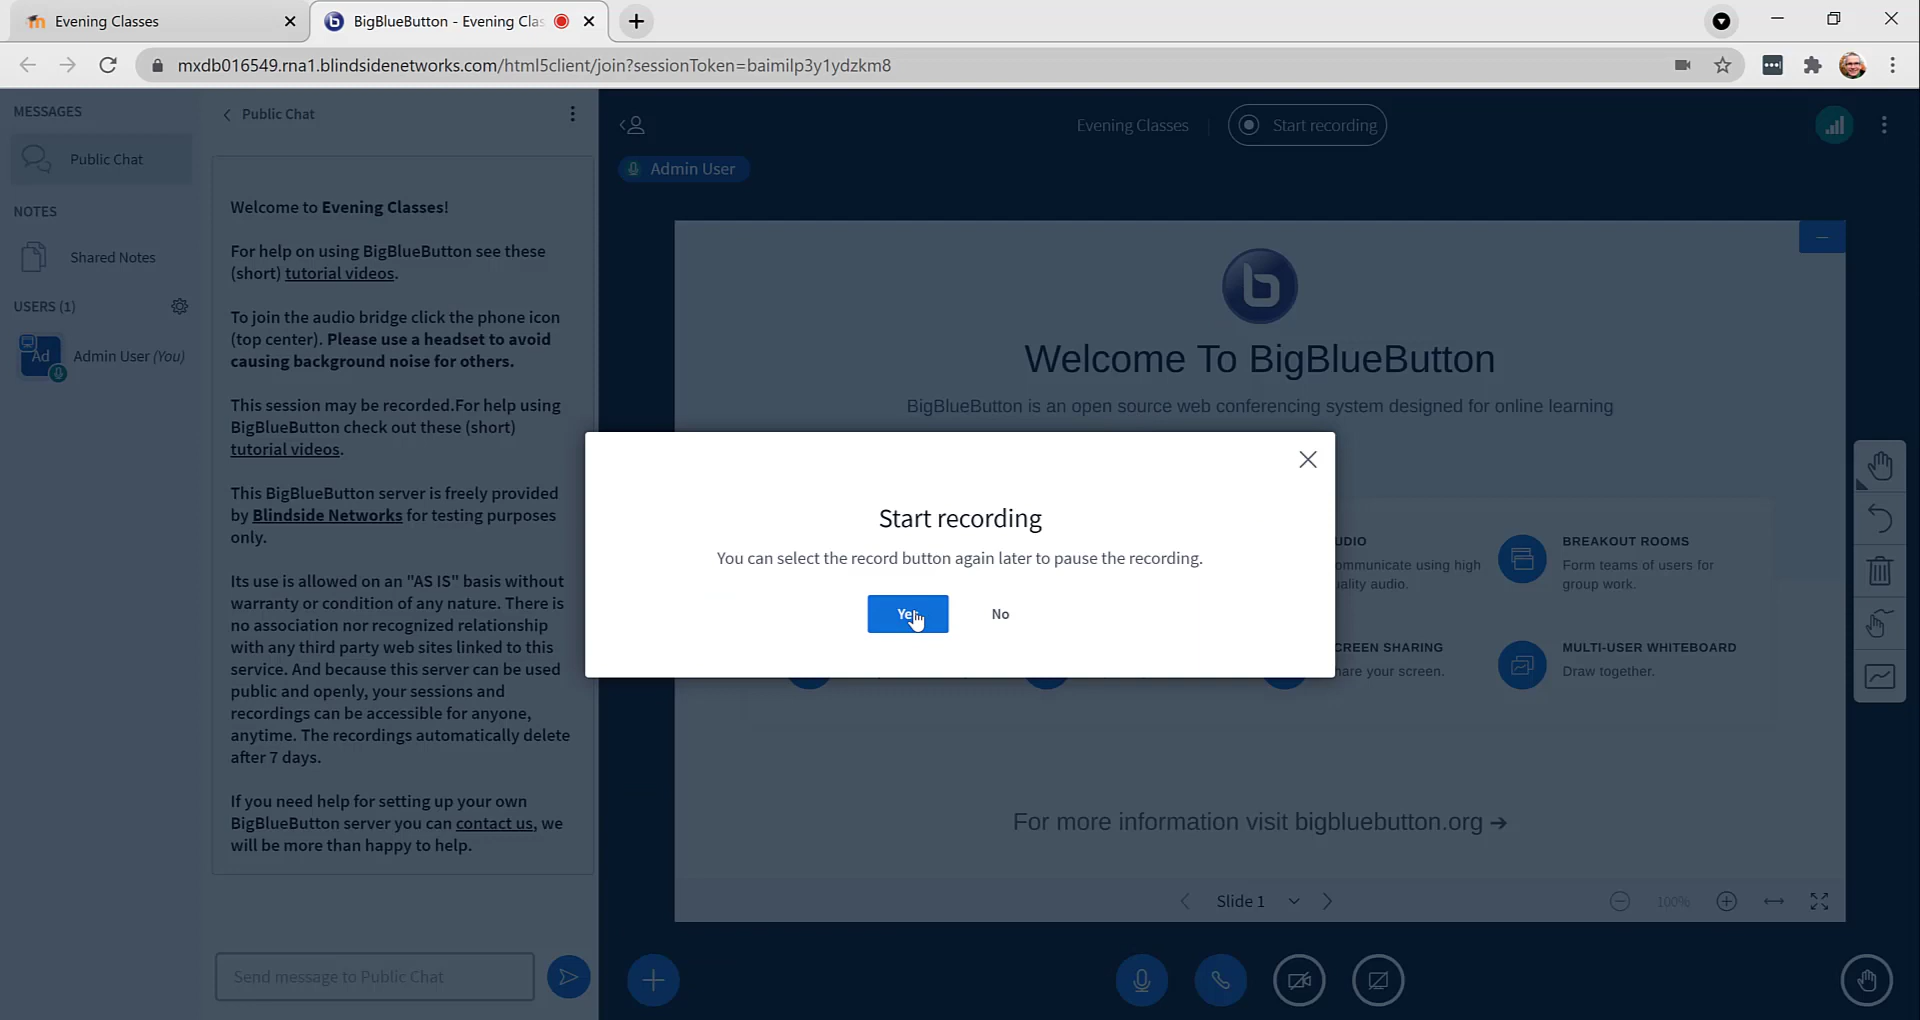 Evening Classes
BigBlueButton - Evening Clas
mxdb016549.rna1.blindsidenetworks.com/html5client/join?sessionToken=baimilp3y1ydzkm8
MESSAGES
Public Chat
NOTES
Shared Notes
USERS (1)
Ad
Admin User (You)
Public Chat
Welcome to Evening Classes!
For help on using BigBlueButton see these
(short) tutorial videos.
To join the audio bridge click the phone icon
(top center). Please use a headset to avoid
causing background noise for others.
This session may be recorded.For help using
BigBlueButton check out these (short)
tutorial videos.
This BigBlueButton server is freely provided
by Blindside Networks for testing purposes
only.
Its use is allowed on an "AS IS" basis without
warranty or condition of any nature. There is
no association nor recognized relationship
with any third party web sites linked to this
service. And because this server can be used
public and openly, your sessions and
recordings can be accessible for anyone,
anytime. The recordings automatically delete
after 7 days.
If you need help for setting up your own
BigBlueButton server you can contact us, we
will be more than happy to help.
Send message to Public Chat
Evening Classes
Start recording
Admin User
Welcome To BigBlueButton
BigBlueButton is an open source web conferencing system designed for online learning
Start recording
You can select the record button again later to pause the recording.
Yes
No
UDIO
ommunicate using high
ality audio.
BREAKOUT ROOMS
Form teams of users for
group work.
CREEN SHARING
hare your screen.
MULTI-USER WHITEBOARD
Draw together.
For more information visit bigbluebutton.org →
Slide 1
100%